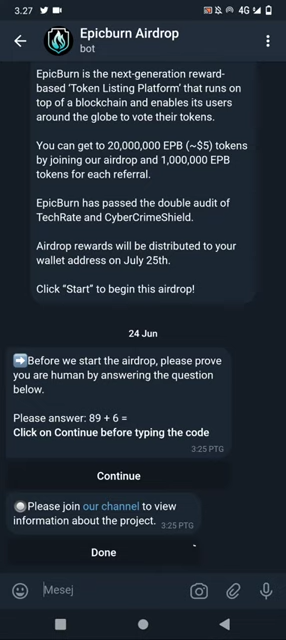 3.27
4G
Epicburn Airdrop
bot
EpicBurn is the next-generation reward-
based 'Token Listing Platform' that runs on
top of a blockchain and enables its users
around the globe to vote their tokens.
You can get to 20,000,000 EPB (~$5) tokens
by joining our airdrop and 1,000,000 EPB
tokens for each referral.
EpicBurn has passed the double audit of
TechRate and CyberCrimeShield.
Airdrop rewards will be distributed to your
wallet address on July 25th.
Click "Start" to begin this airdrop!
24 Jun
➡️Before we start the airdrop, please prove
you are human by answering the question
below.
Please answer: 89 + 6 =
Click on Continue before typing the code
3:25 PTG
Continue
Please join our channel to view
information about the project.
3:25 PTG
Done
Mesej